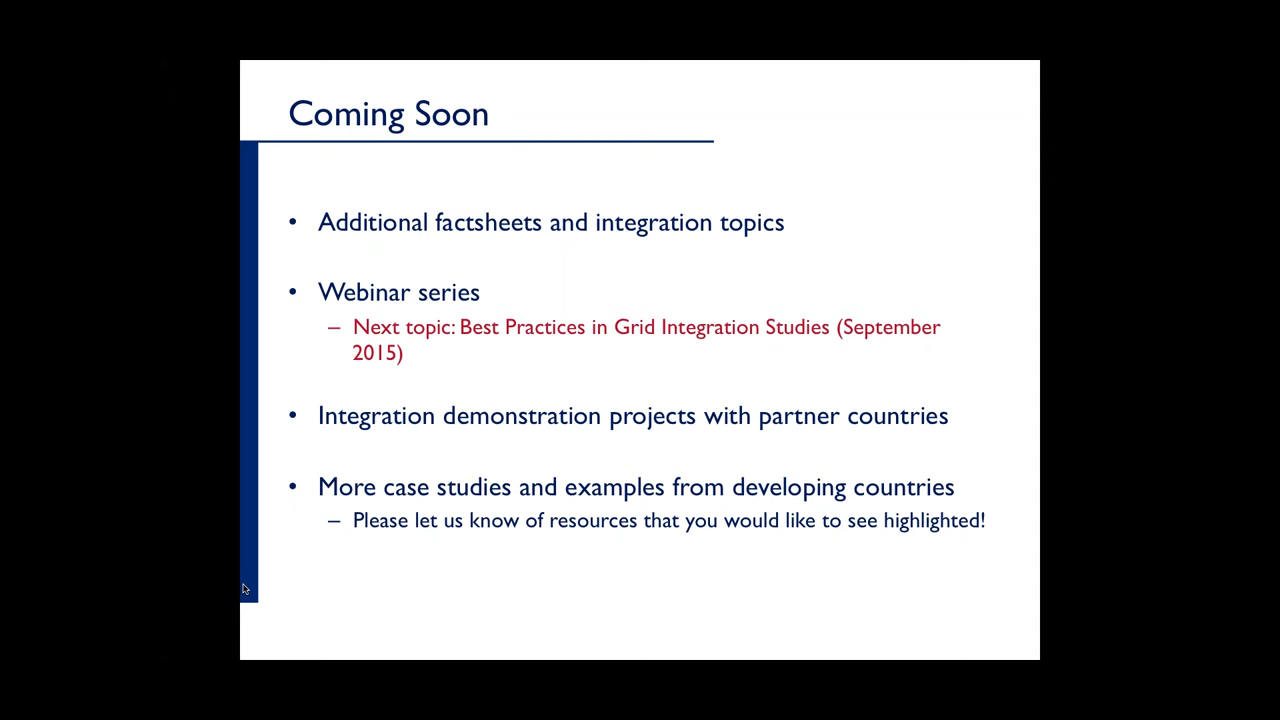 Coming Soon
• Additional factsheets and integration topics
• Webinar series
– Next topic: Best Practices in Grid Integration Studies (September
2015)
• Integration demonstration projects with partner countries
• More case studies and examples from developing countries
– Please let us know of resources that you would like to see highlighted!